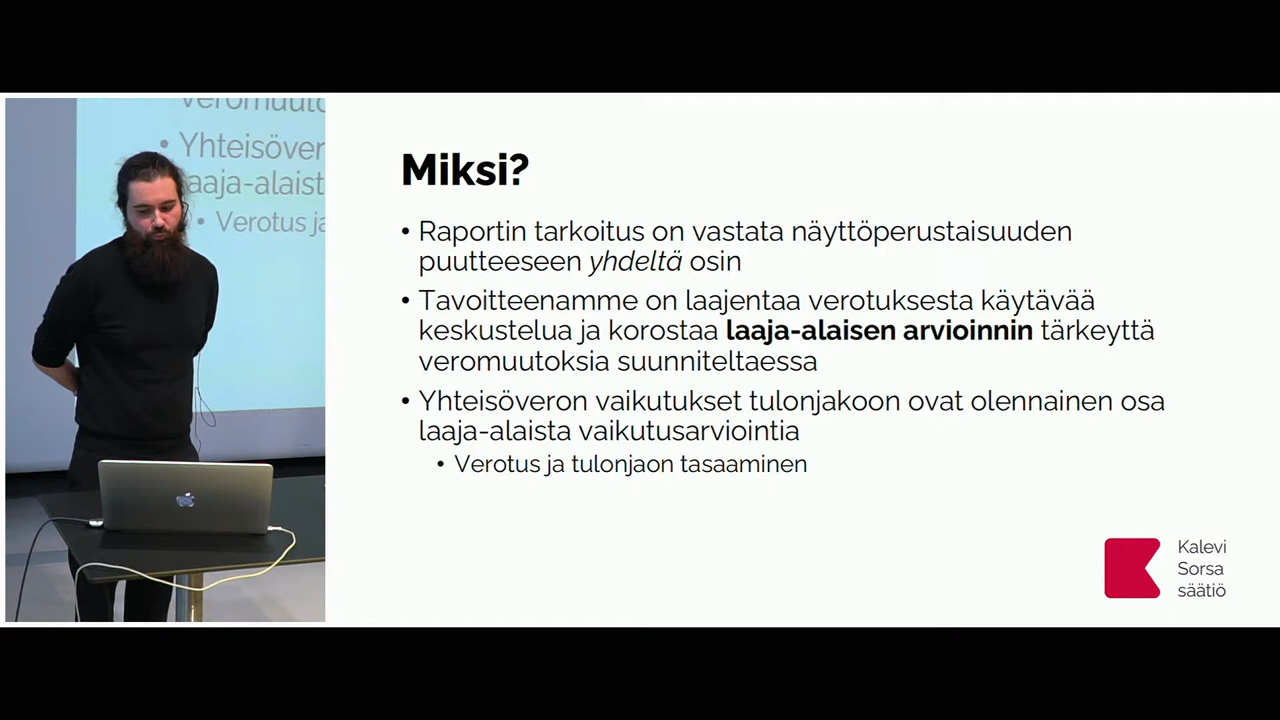 veromuuto
• Yhteisöver
laaja-alaist
• Verotus ja
Miksi?
• Raportin tarkoitus on vastata näyttöperustaisuuden
puutteeseen yhdeltä osin
• Tavoitteenamme on laajentaa verotuksesta käytävää
keskustelua ja korostaa laaja-alaisen arvioinnin tärkeyttä
veromuutoksia suunniteltaessa
• Yhteisöveron vaikutukset tulonjakoon ovat olennainen osa
laaja-alaista vaikutusarviointia
• Verotus ja tulonjaon tasaaminen
Kalevi
Sorsa
säätiö